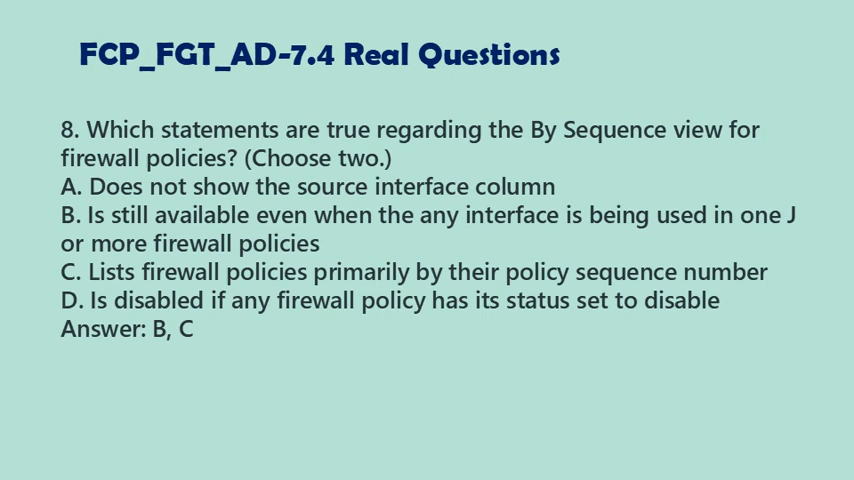 FCP_FGT_AD-7.4 Real Questions
8. Which statements are true regarding the By Sequence view for
firewall policies? (Choose two.)
A. Does not show the source interface column
B. Is still available even when the any interface is being used in one J
or more firewall policies
C. Lists firewall policies primarily by their policy sequence number
D. Is disabled if any firewall policy has its status set to disable
Answer: B, C